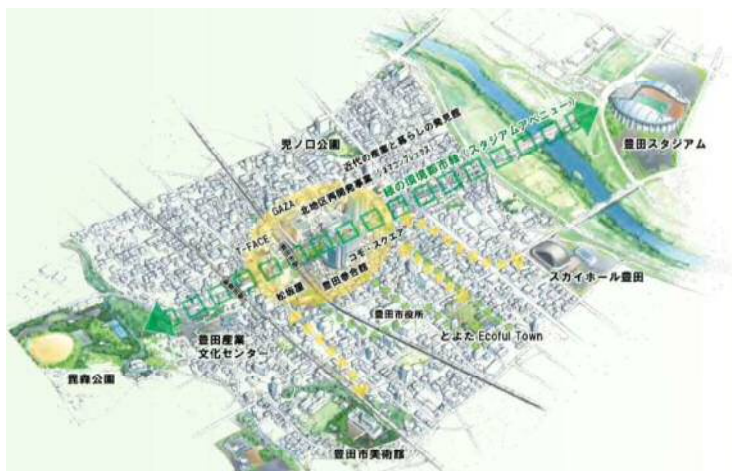 児ノ口公園
近代の産業と暮らしの発見館
緑の環境都市軸（スタジアムアベニュー）
豊田スタジアム
GAZA
北地区再開発事業
T-FACE
コモ・スクエア
スカイホール豊田
松坂屋
豊田参合館
豊田市役所
とよた Ecoful Town
豊田産業
文化センター
毘森公園
豊田市美術館